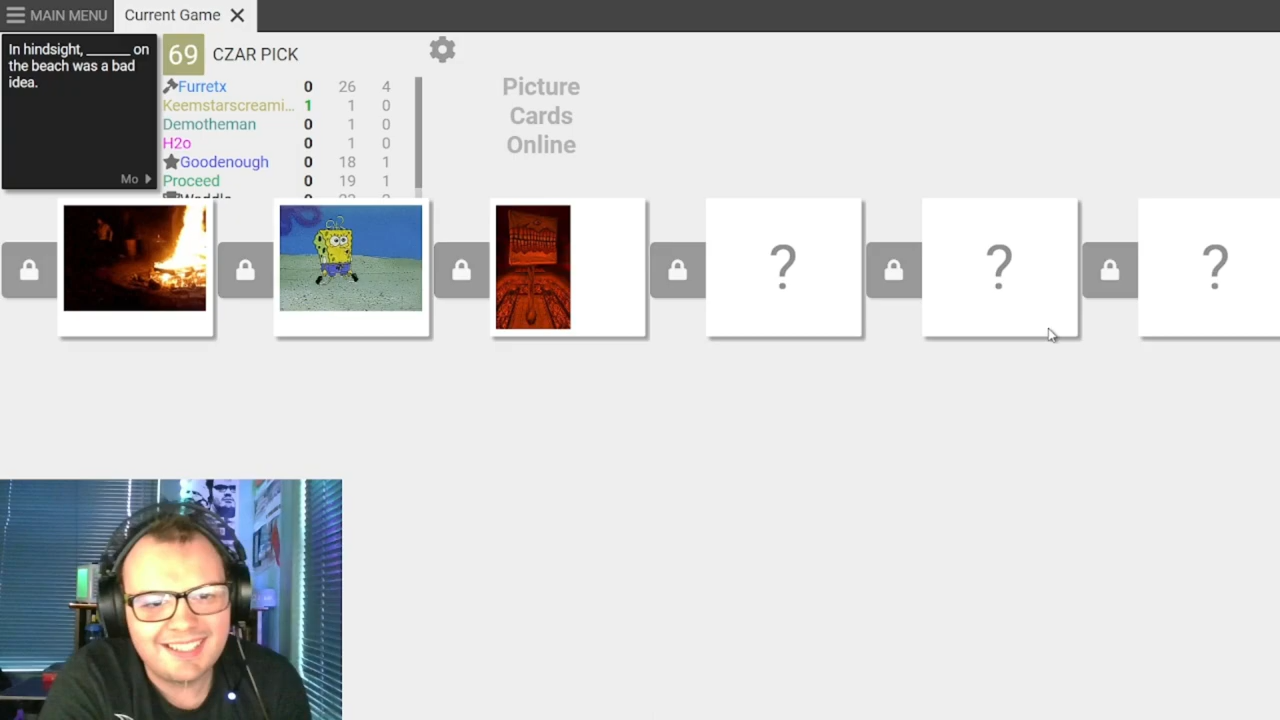 MAIN MENU
Current Game
In hindsight, ______ on
the beach was a bad
idea.
Mo
69 CZAR PICK
Furretx 0 26 4
Keemstarscreami... 1 1 0
Demotheman 0 1 0
H2o 0 1 0
Goodenough 0 18 1
Proceed 0 19 1
Picture
Cards
Online
?
?
?